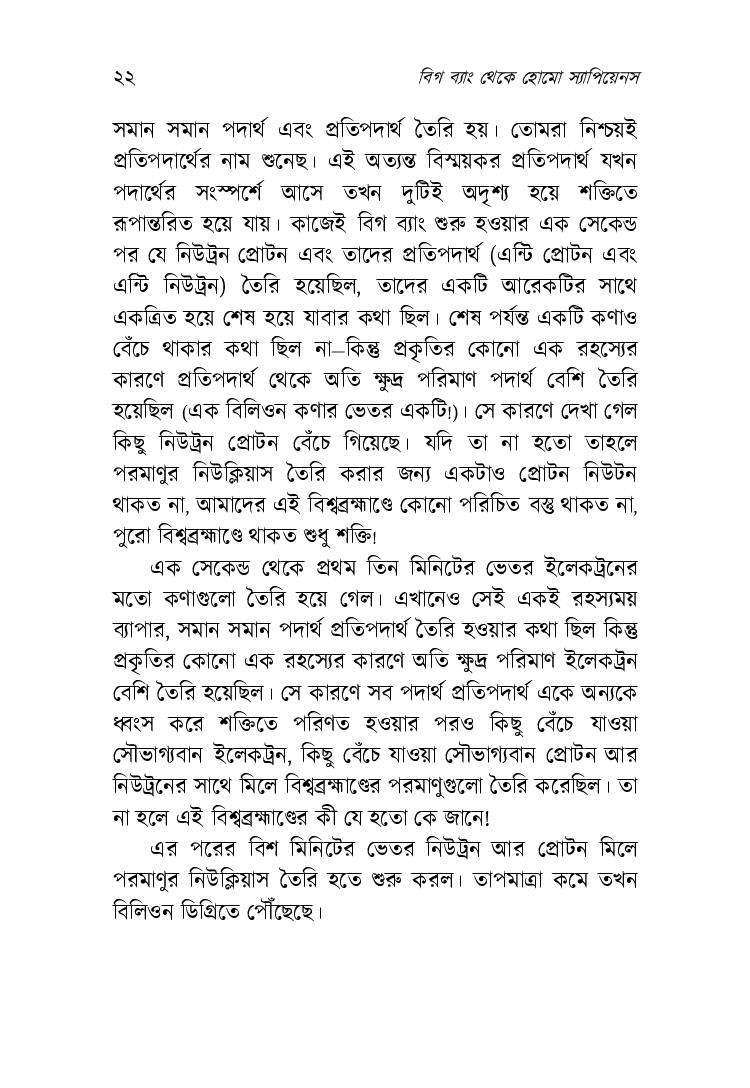 ২২ বিগ ব্যাং থেকে হোমো স্যাপিয়েনস
সমান সমান পদার্থ এবং প্রতিপদার্থ তৈরি হয়। তোমরা নিশ্চয়ই
প্রতিপদার্থের নাম শুনেছ। এই অত্যন্ত বিস্ময়কর প্রতিপদার্থ যখন
পদার্থের সংস্পর্শে আসে তখন দুটিই অদৃশ্য হয়ে শক্তিতে
রূপান্তরিত হয়ে যায়। কাজেই বিগ ব্যাং শুরু হওয়ার এক সেকেন্ড
পর যে নিউট্রন প্রোটন এবং তাদের প্রতিপদার্থ (এন্টি প্রোটন এবং
এন্টি নিউট্রন) তৈরি হয়েছিল, তাদের একটি আরেকটির সাথে
একত্রিত হয়ে শেষ হয়ে যাবার কথা ছিল। শেষ পর্যন্ত একটি কণাও
বেঁচে থাকার কথা ছিল না—কিন্তু প্রকৃতির কোনো এক রহস্যের
কারণে প্রতিপদার্থ থেকে অতি ক্ষুদ্র পরিমাণ পদার্থ বেশি তৈরি
হয়েছিল (এক বিলিওন কণার ভেতর একটি!)। সে কারণে দেখা গেল
কিছু নিউট্রন প্রোটন বেঁচে গিয়েছে। যদি তা না হতো তাহলে
পরমাণুর নিউক্লিয়াস তৈরি করার জন্য একটাও প্রোটন নিউটন
থাকত না, আমাদের এই বিশ্বব্রহ্মাণ্ডে কোনো পরিচিত বস্তু থাকত না,
পুরো বিশ্বব্রহ্মাণ্ডে থাকত শুধু শক্তি!
এক সেকেন্ড থেকে প্রথম তিন মিনিটের ভেতর ইলেকট্রনের
মতো কণাগুলো তৈরি হয়ে গেল। এখানেও সেই একই রহস্যময়
ব্যাপার, সমান সমান পদার্থ প্রতিপদার্থ তৈরি হওয়ার কথা ছিল কিন্তু
প্রকৃতির কোনো এক রহস্যের কারণে অতি ক্ষুদ্র পরিমাণ ইলেকট্রন
বেশি তৈরি হয়েছিল। সে কারণে সব পদার্থ প্রতিপদার্থ একে অন্যকে
ধ্বংস করে শক্তিতে পরিণত হওয়ার পরও কিছু বেঁচে যাওয়া
সৌভাগ্যবান ইলেকট্রন, কিছু বেঁচে যাওয়া সৌভাগ্যবান প্রোটন আর
নিউট্রনের সাথে মিলে বিশ্বব্রহ্মাণ্ডের পরমাণুগুলো তৈরি করেছিল। তা
না হলে এই বিশ্বব্রহ্মাণ্ডের কী যে হতো কে জানে!
এর পরের বিশ মিনিটের ভেতর নিউট্রন আর প্রোটন মিলে
পরমাণুর নিউক্লিয়াস তৈরি হতে শুরু করল। তাপমাত্রা কমে তখন
বিলিওন ডিগ্রিতে পৌঁছেছে।